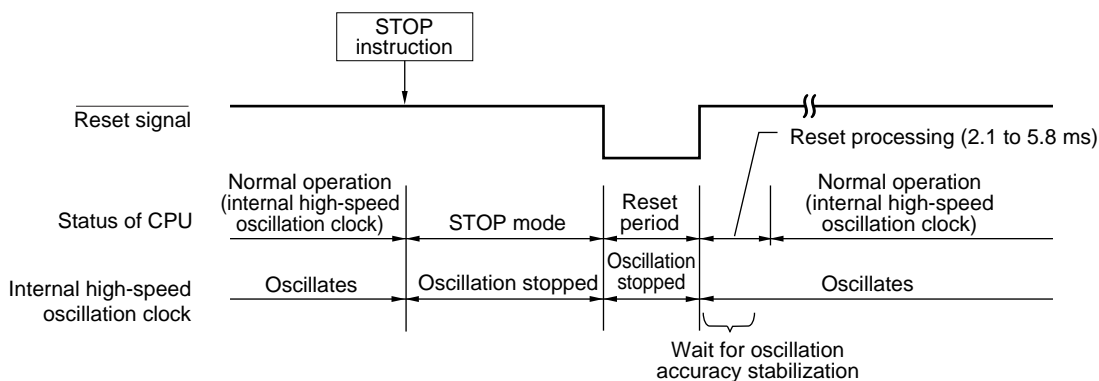 STOP
instruction
Reset signal
Reset processing (2.1 to 5.8 ms)
Status of CPU
Normal operation
(internal high-speed
oscillation clock)
STOP mode
Reset
period
Normal operation
(internal high-speed
oscillation clock)
Internal high-speed
oscillation clock
Oscillates
Oscillation stopped
Oscillation
stopped
Oscillates
Wait for oscillation
accuracy stabilization